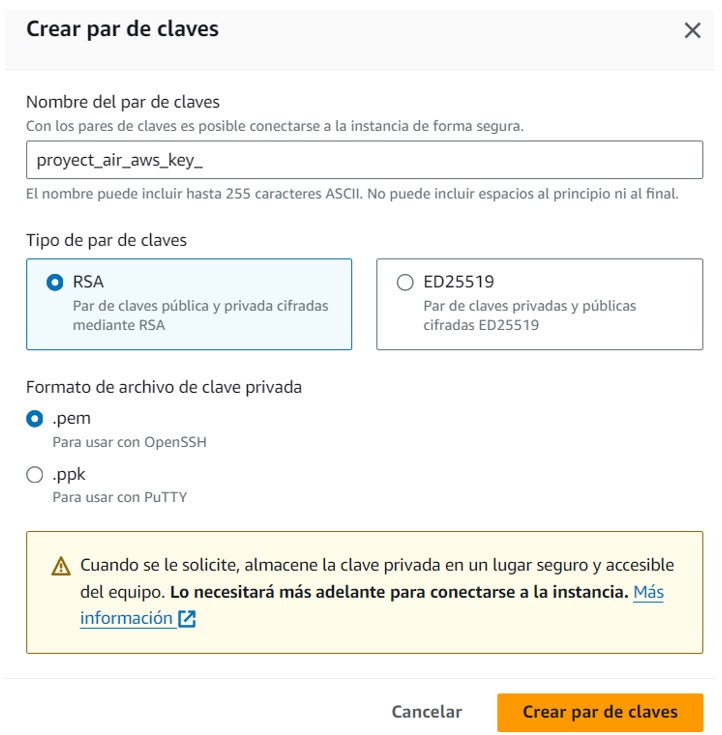 Crear par de claves
Nombre del par de claves
Con los pares de claves es posible conectarse a la instancia de forma segura.
proyect_air_aws_key_
El nombre puede incluir hasta 255 caracteres ASCII. No puede incluir espacios al principio ni al final.
Tipo de par de claves
RSA
Par de claves pública y privada cifradas
mediante RSA
ED25519
Par de claves privadas y públicas
cifradas ED25519
Formato de archivo de clave privada
.pem
Para usar con OpenSSH
.ppk
Para usar con PuTTY
Cuando se le solicite, almacene la clave privada en un lugar seguro y accesible
del equipo. Lo necesitará más adelante para conectarse a la instancia. Más
información
Cancelar
Crear par de claves